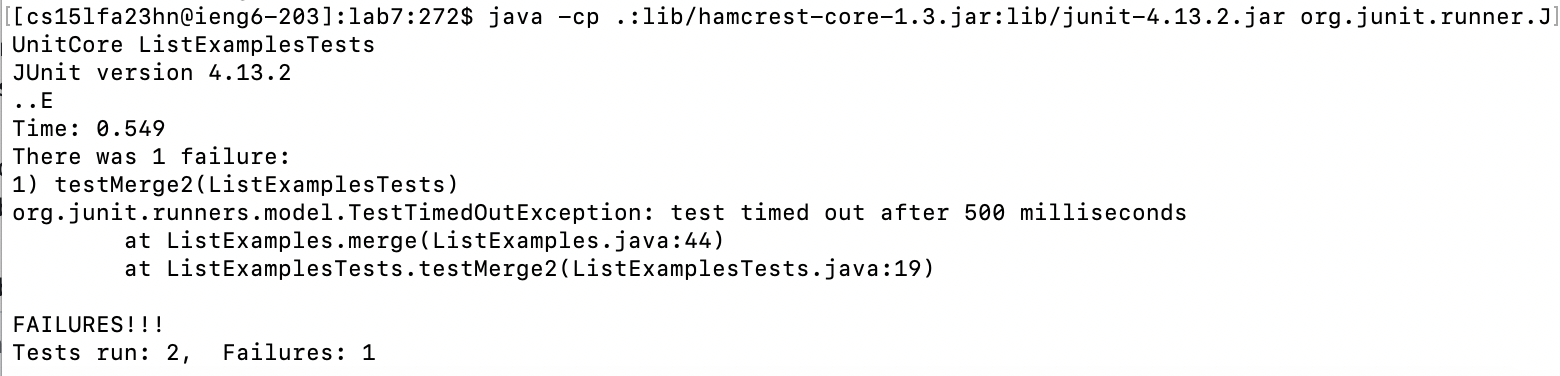 [[cs15lfa23hn@ieng6-203]:lab7:272$ java -cp .:lib/hamcrest-core-1.3.jar:lib/junit-4.13.2.jar org.junit.runner.J]
UnitCore ListExamplesTests
JUnit version 4.13.2
..E
Time: 0.549
There was 1 failure:
1) testMerge2(ListExamplesTests)
org.junit.runners.model.TestTimedOutException: test timed out after 500 milliseconds
        at ListExamples.merge(ListExamples.java:44)
        at ListExamplesTests.testMerge2(ListExamplesTests.java:19)

FAILURES!!!
Tests run: 2,  Failures: 1